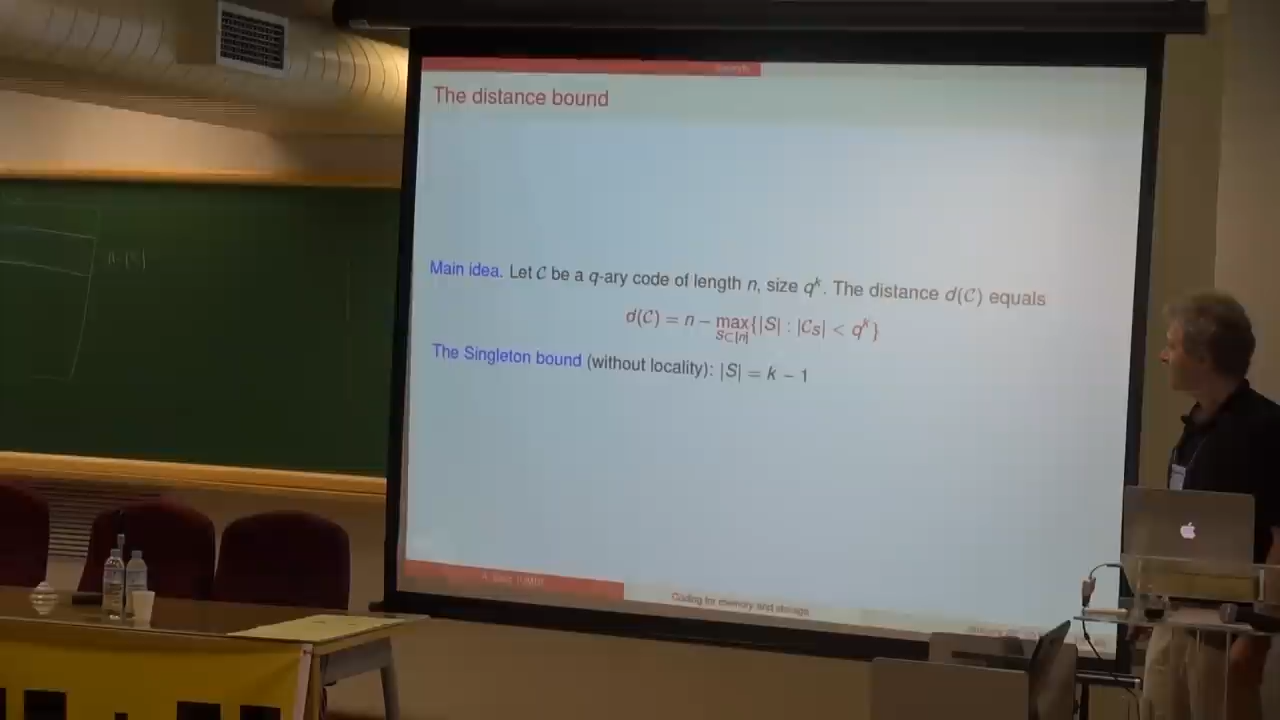 The distance bound
Main idea. Let 𝒞 be a q-ary code of length n, size q^k. The distance d(𝒞) equals
d(𝒞) = n − max_{S⊂[n]} {|S| : |𝒞_S| < q^k}
The Singleton bound (without locality): |S| = k − 1
Coding for memory and storage